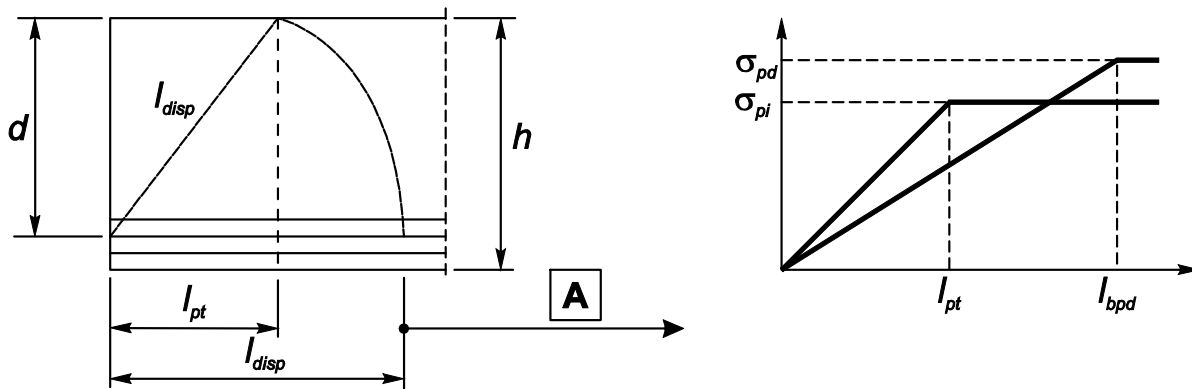 d
l_disp
h
l_pt
l_disp
A
σ_pd
σ_pi
l_pt
l_bpd